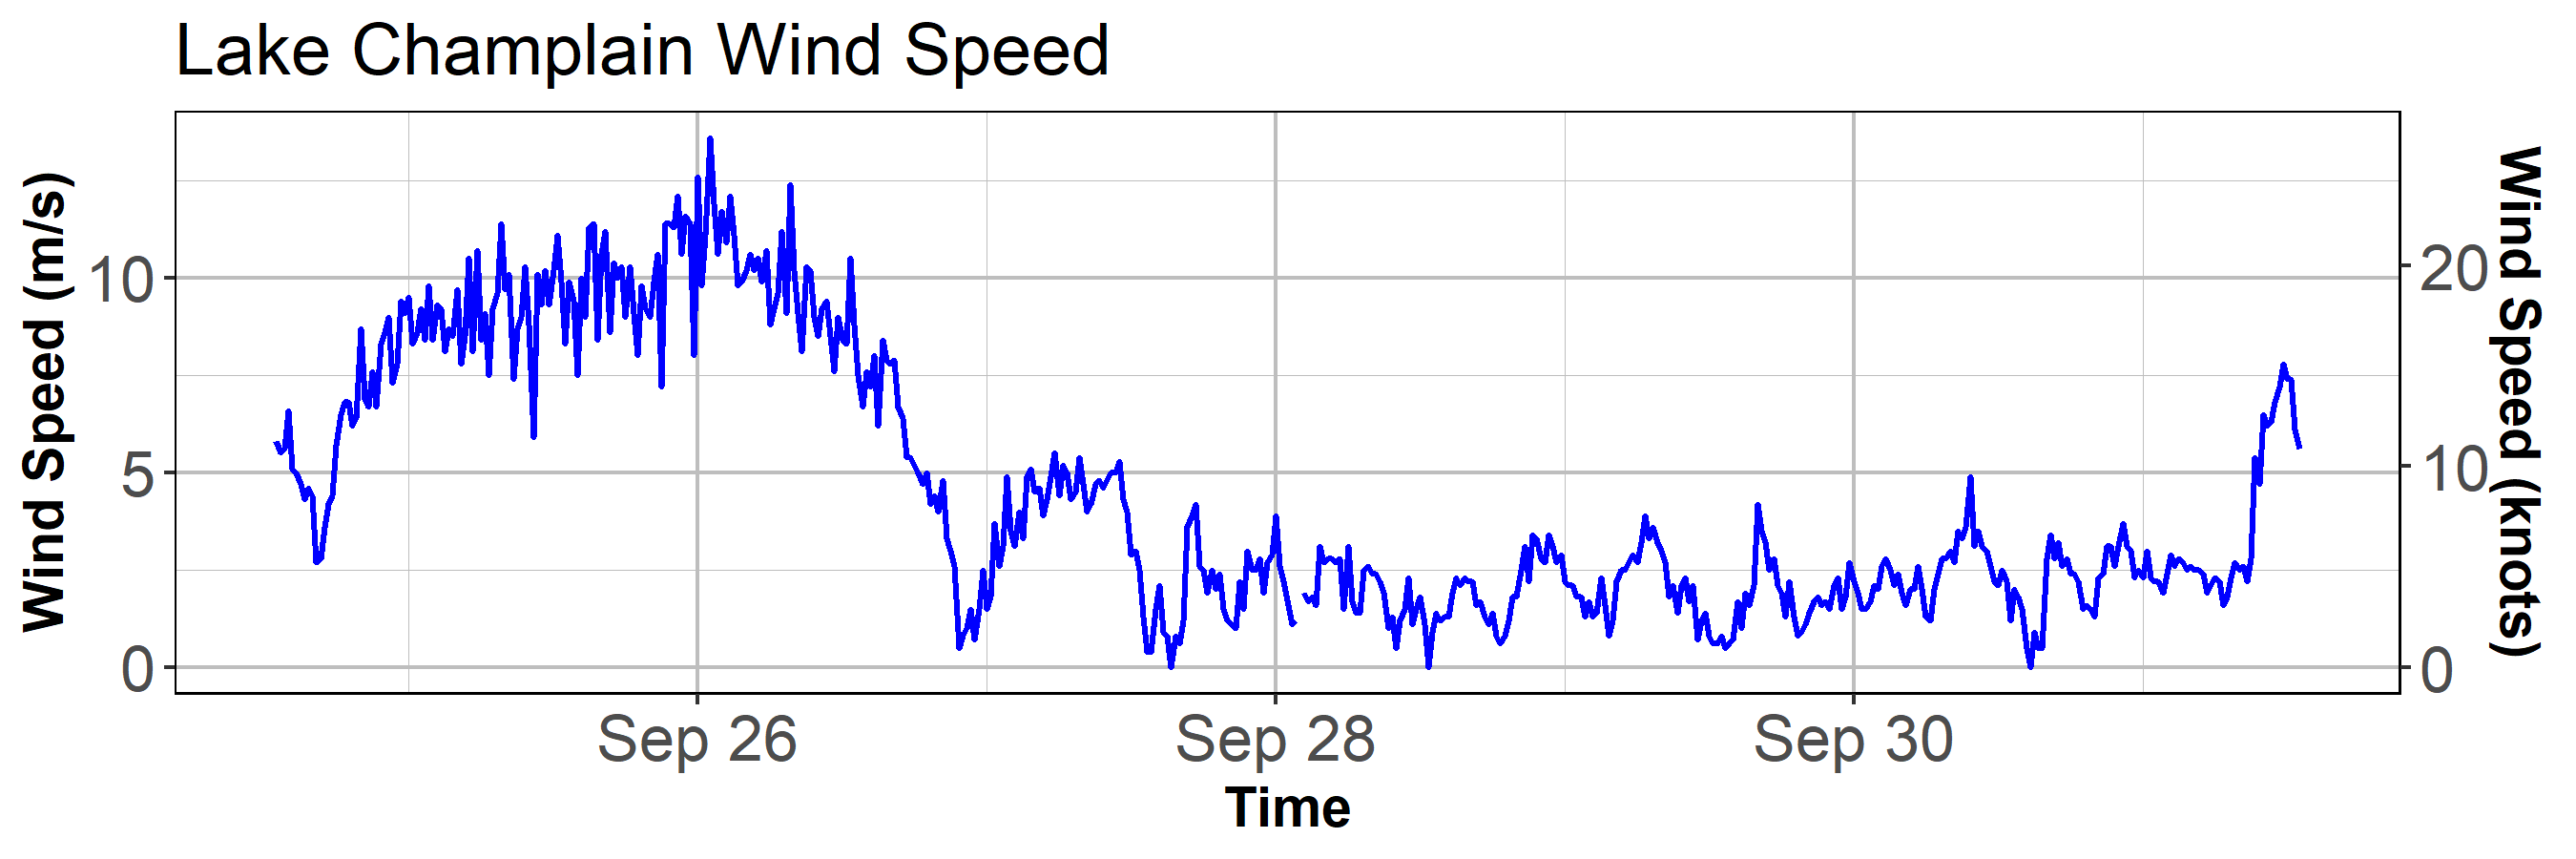 Lake Champlain Wind Speed
Wind Speed (m/s)
10
5
0
20
10
0
Wind Speed (knots)
Sep 26
Sep 28
Sep 30
Time